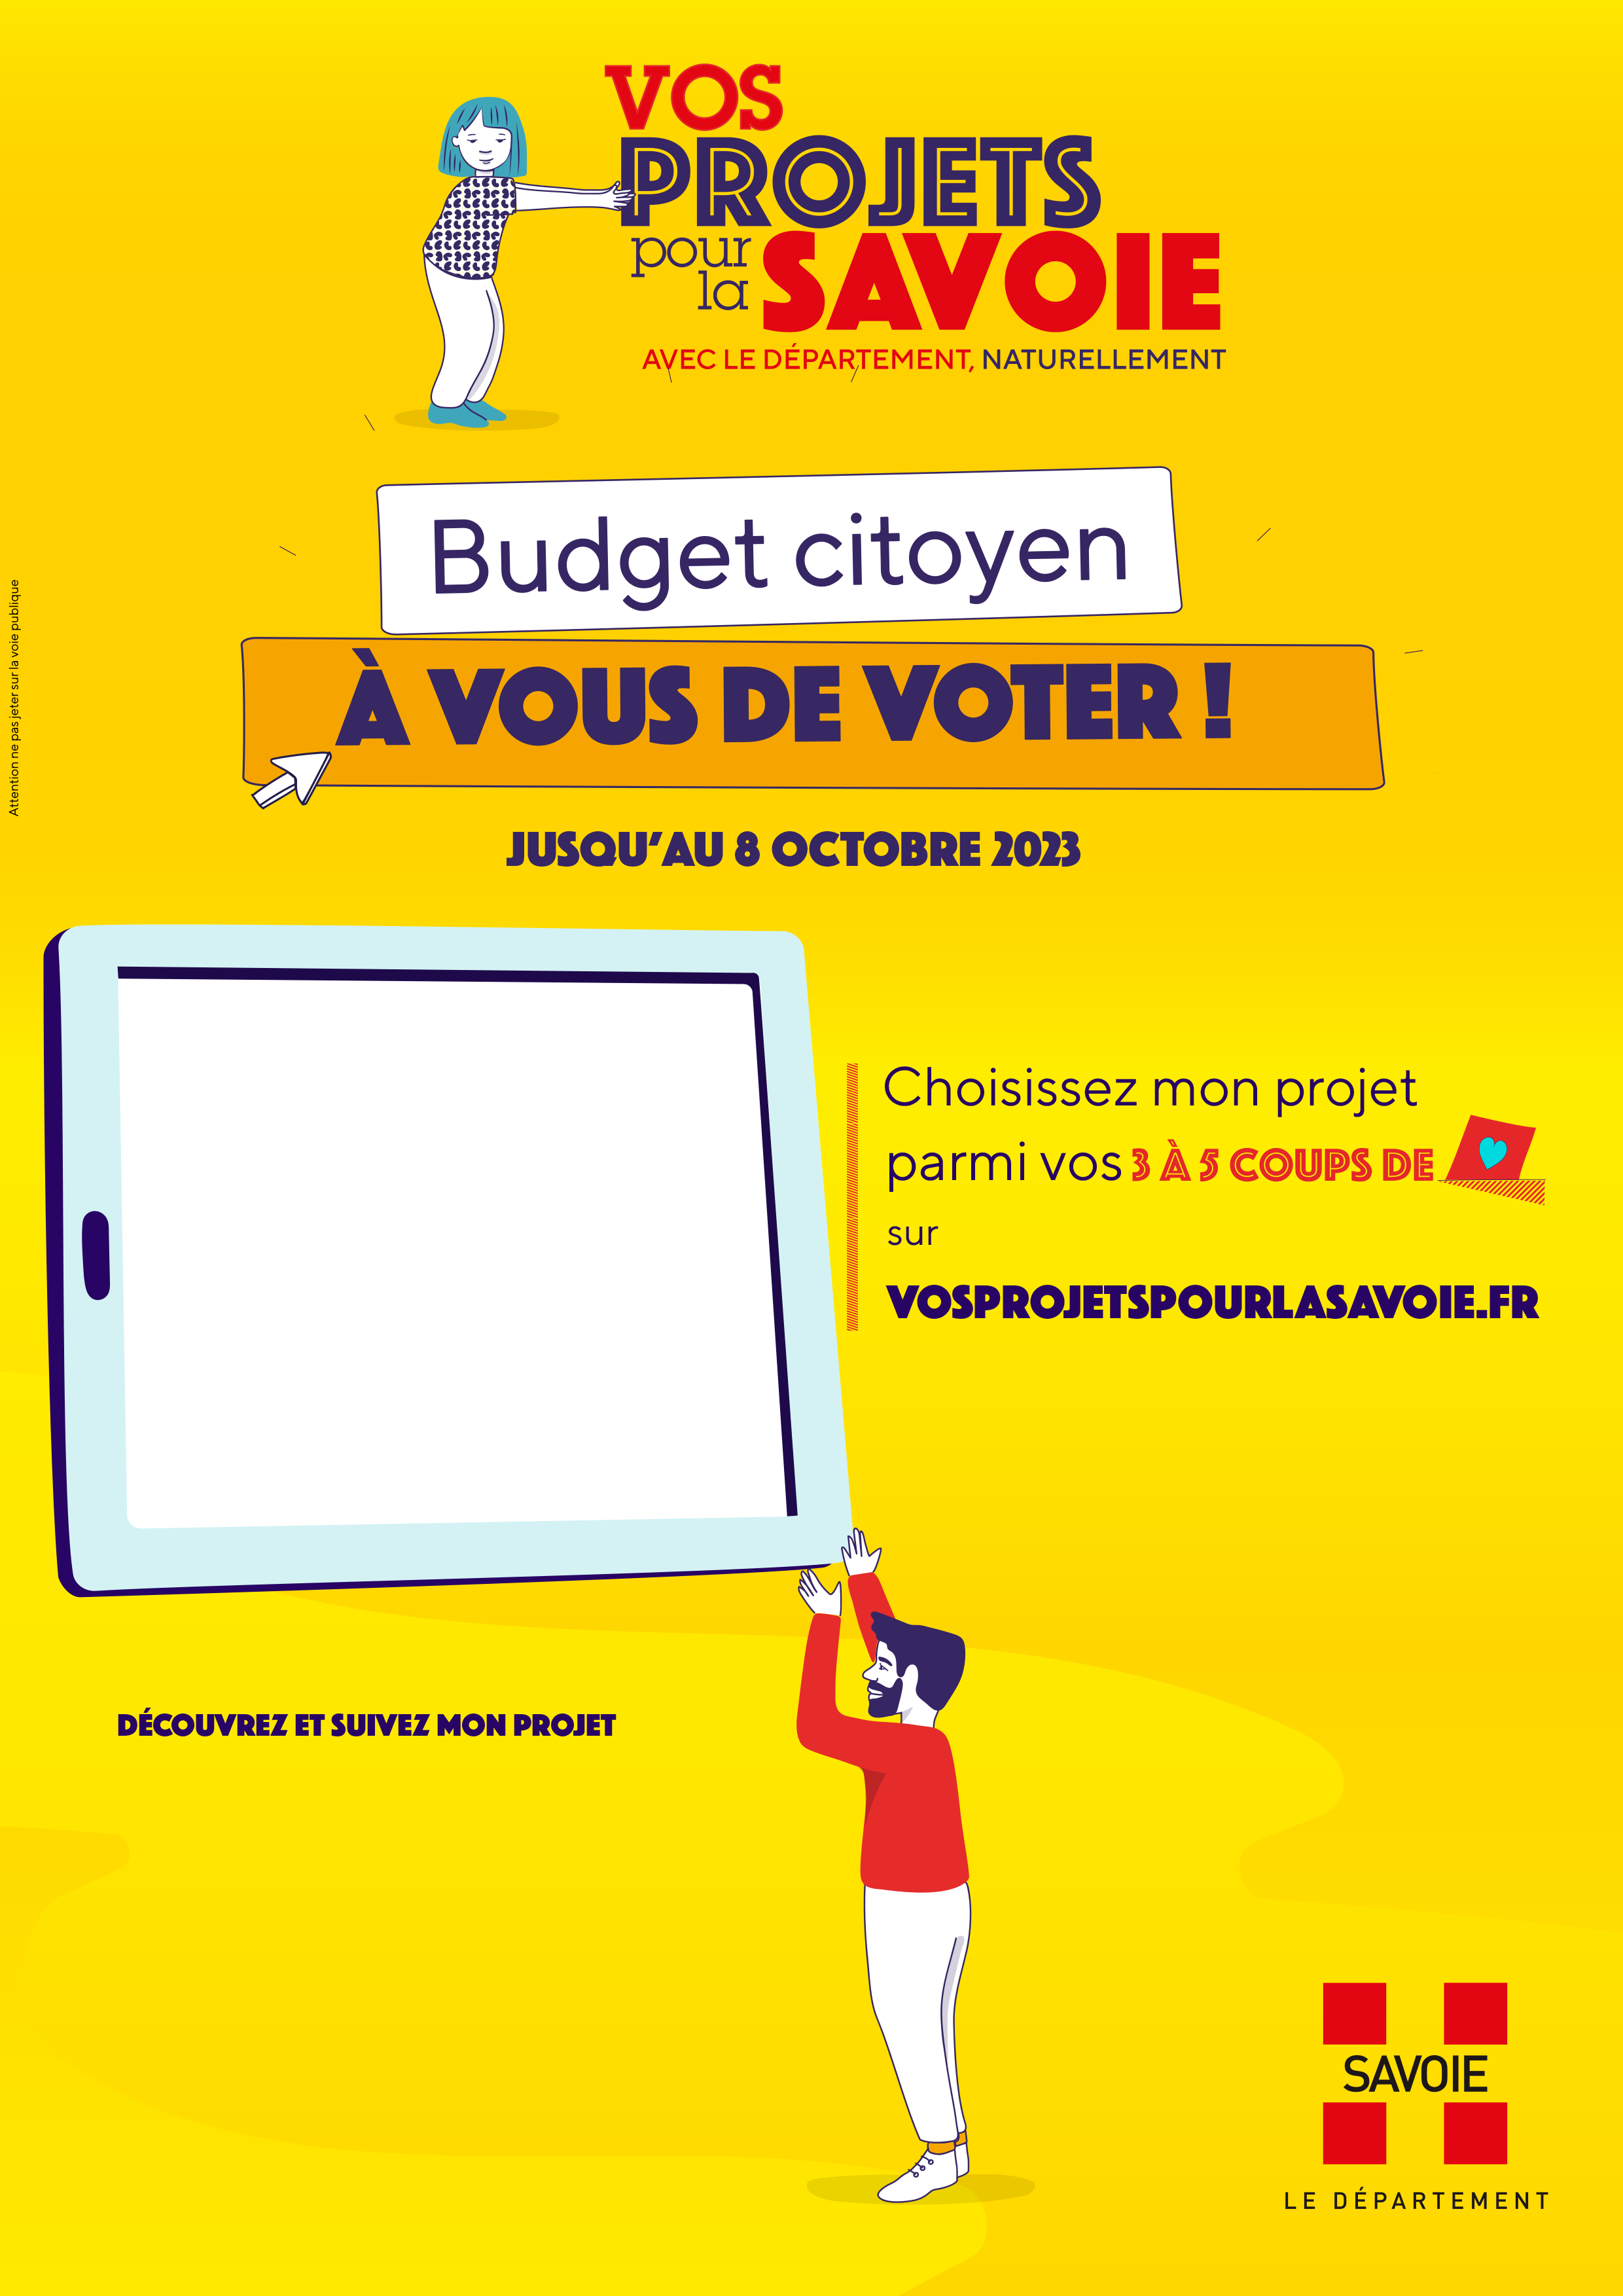 VOS
PROJETS
pour
la
SAVOIE
AVEC LE DÉPARTEMENT, NATURELLEMENT
Budget citoyen
À VOUS DE VOTER !
JUSQU'AU 8 OCTOBRE 2023
Attention ne pas jeter sur la voie publique
Choisissez mon projet
parmi vos 3 À 5 COUPS DE
sur
VOSPROJETSPOURLASAVOIE.FR
DÉCOUVREZ ET SUIVEZ MON PROJET
SAVOIE
LE DÉPARTEMENT